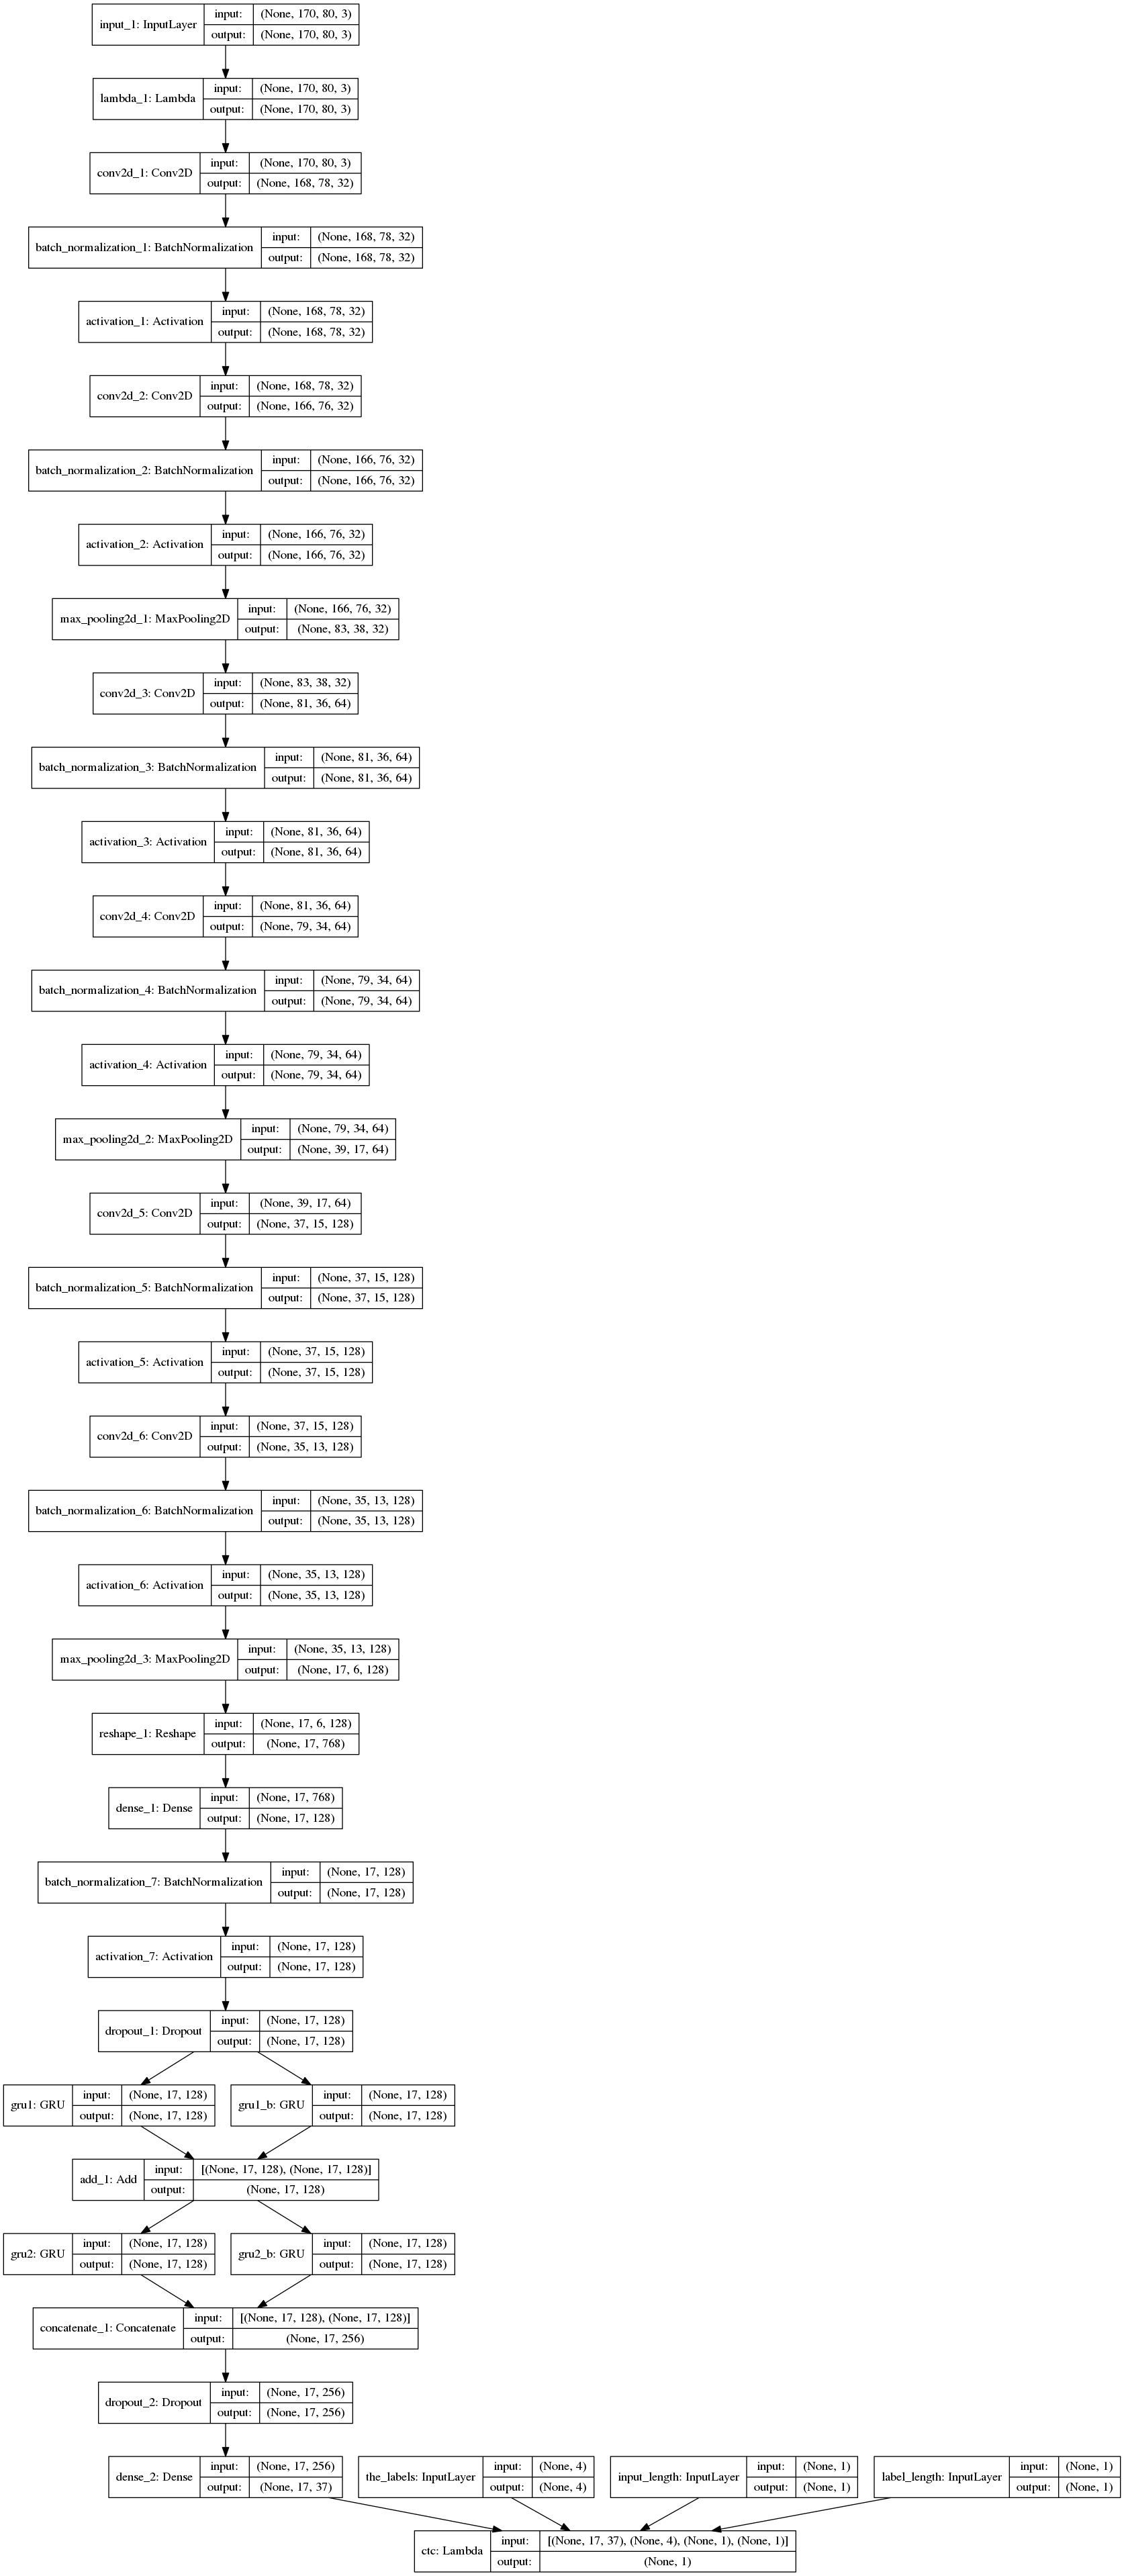 input_1: InputLayer input: (None, 170, 80, 3)
output: (None, 170, 80, 3)
lambda_1: Lambda input: (None, 170, 80, 3)
output: (None, 170, 80, 3)
conv2d_1: Conv2D input: (None, 170, 80, 3)
output: (None, 168, 78, 32)
batch_normalization_1: BatchNormalization input: (None, 168, 78, 32)
output: (None, 168, 78, 32)
activation_1: Activation input: (None, 168, 78, 32)
output: (None, 168, 78, 32)
conv2d_2: Conv2D input: (None, 168, 78, 32)
output: (None, 166, 76, 32)
batch_normalization_2: BatchNormalization input: (None, 166, 76, 32)
output: (None, 166, 76, 32)
activation_2: Activation input: (None, 166, 76, 32)
output: (None, 166, 76, 32)
max_pooling2d_1: MaxPooling2D input: (None, 166, 76, 32)
output: (None, 83, 38, 32)
conv2d_3: Conv2D input: (None, 83, 38, 32)
output: (None, 81, 36, 64)
batch_normalization_3: BatchNormalization input: (None, 81, 36, 64)
output: (None, 81, 36, 64)
activation_3: Activation input: (None, 81, 36, 64)
output: (None, 81, 36, 64)
conv2d_4: Conv2D input: (None, 81, 36, 64)
output: (None, 79, 34, 64)
batch_normalization_4: BatchNormalization input: (None, 79, 34, 64)
output: (None, 79, 34, 64)
activation_4: Activation input: (None, 79, 34, 64)
output: (None, 79, 34, 64)
max_pooling2d_2: MaxPooling2D input: (None, 79, 34, 64)
output: (None, 39, 17, 64)
conv2d_5: Conv2D input: (None, 39, 17, 64)
output: (None, 37, 15, 128)
batch_normalization_5: BatchNormalization input: (None, 37, 15, 128)
output: (None, 37, 15, 128)
activation_5: Activation input: (None, 37, 15, 128)
output: (None, 37, 15, 128)
conv2d_6: Conv2D input: (None, 37, 15, 128)
output: (None, 35, 13, 128)
batch_normalization_6: BatchNormalization input: (None, 35, 13, 128)
output: (None, 35, 13, 128)
activation_6: Activation input: (None, 35, 13, 128)
output: (None, 35, 13, 128)
max_pooling2d_3: MaxPooling2D input: (None, 35, 13, 128)
output: (None, 17, 6, 128)
reshape_1: Reshape input: (None, 17, 6, 128)
output: (None, 17, 768)
dense_1: Dense input: (None, 17, 768)
output: (None, 17, 128)
batch_normalization_7: BatchNormalization input: (None, 17, 128)
output: (None, 17, 128)
activation_7: Activation input: (None, 17, 128)
output: (None, 17, 128)
dropout_1: Dropout input: (None, 17, 128)
output: (None, 17, 128)
gru1: GRU input: (None, 17, 128)
output: (None, 17, 128)
gru1_b: GRU input: (None, 17, 128)
output: (None, 17, 128)
add_1: Add input: [(None, 17, 128), (None, 17, 128)]
output: (None, 17, 128)
gru2: GRU input: (None, 17, 128)
output: (None, 17, 128)
gru2_b: GRU input: (None, 17, 128)
output: (None, 17, 128)
concatenate_1: Concatenate input: [(None, 17, 128), (None, 17, 128)]
output: (None, 17, 256)
dropout_2: Dropout input: (None, 17, 256)
output: (None, 17, 256)
dense_2: Dense input: (None, 17, 256)
output: (None, 17, 37)
the_labels: InputLayer input: (None, 4)
output: (None, 4)
input_length: InputLayer input: (None, 1)
output: (None, 1)
label_length: InputLayer input: (None, 1)
output: (None, 1)
ctc: Lambda input: [(None, 17, 37), (None, 4), (None, 1), (None, 1)]
output: (None, 1)